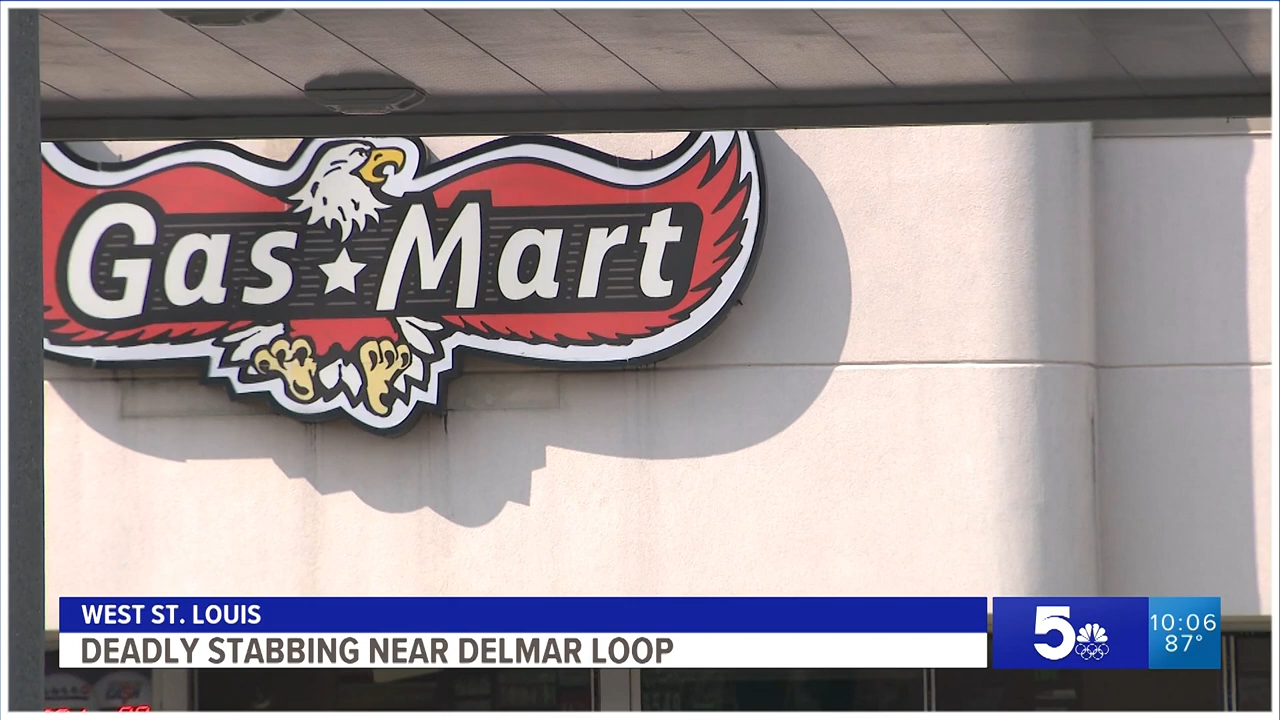 Gas Mart
WEST ST. LOUIS
DEADLY STABBING NEAR DELMAR LOOP
5
10:06
87°